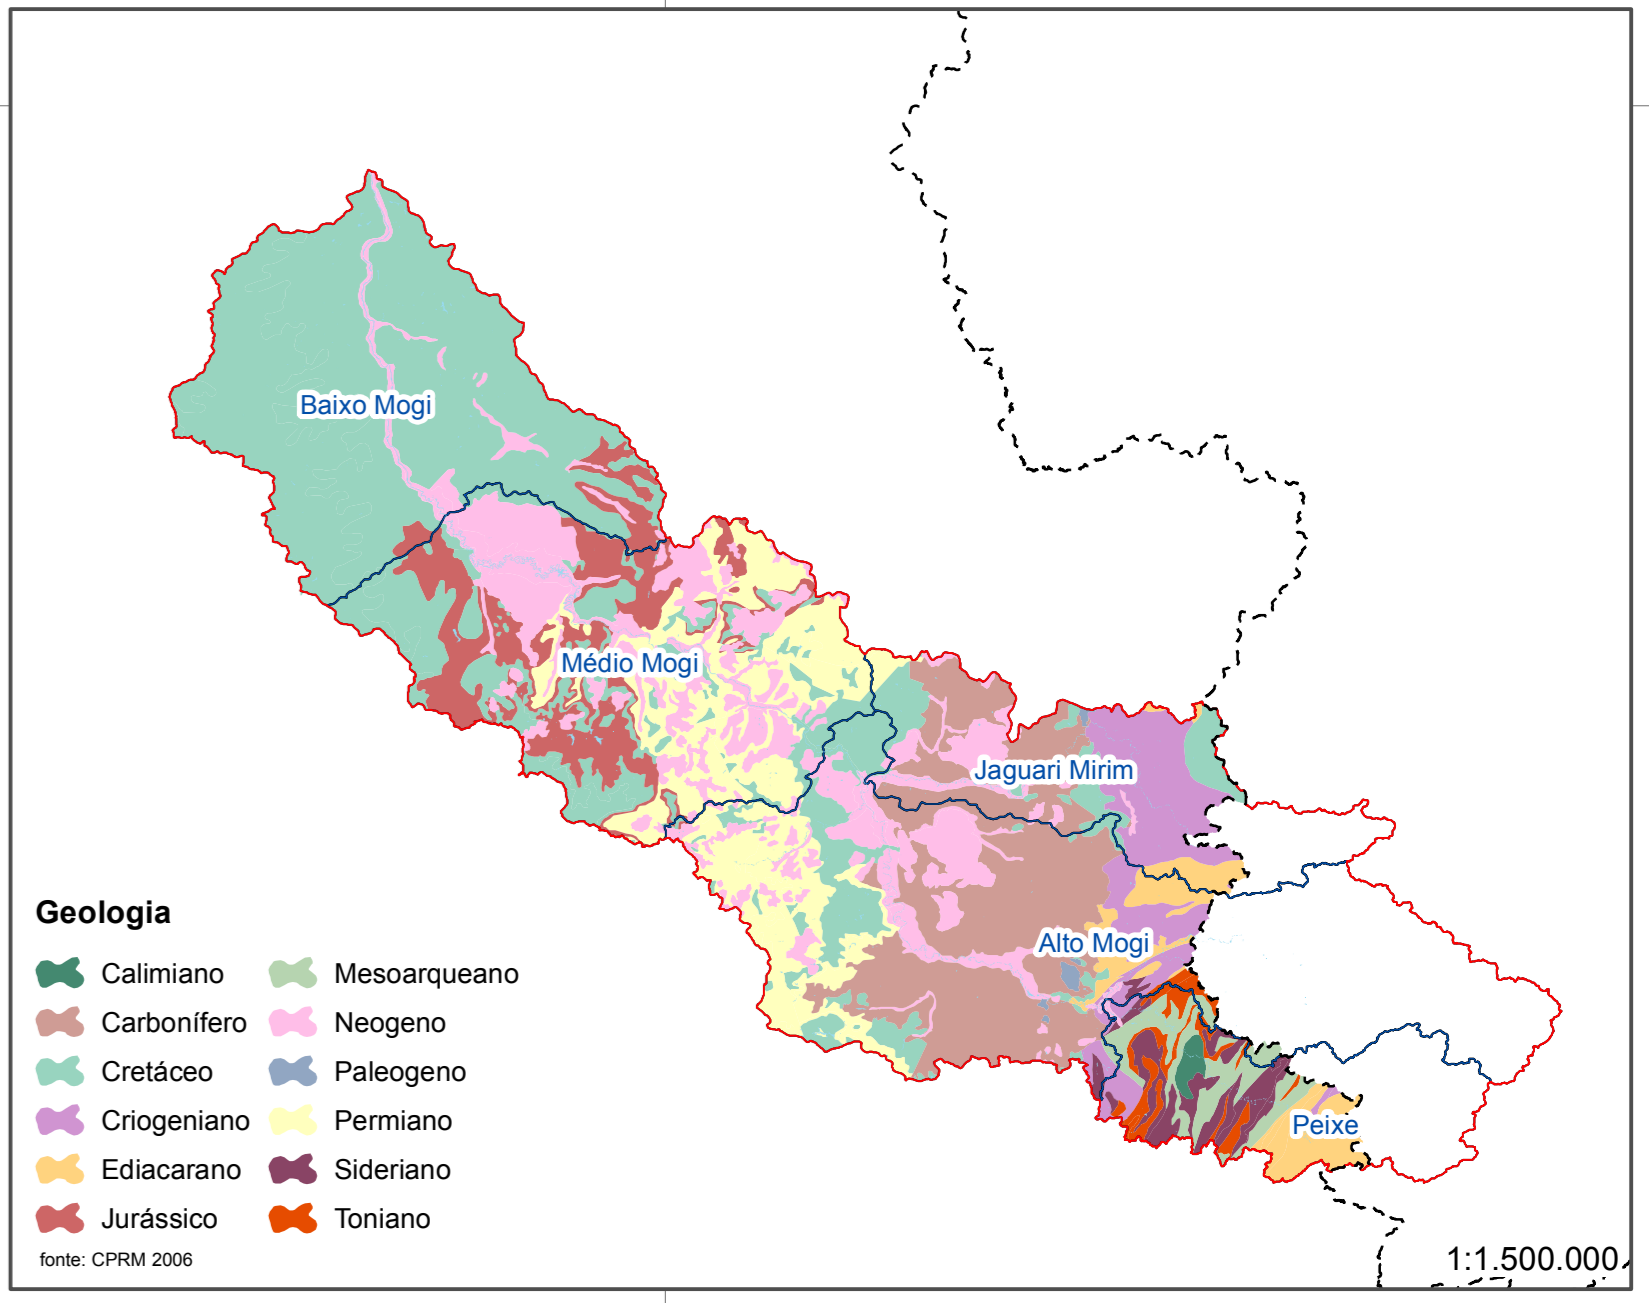 Baixo Mogi
Médio Mogi
Jaguari Mirim
Alto Mogi
Peixe
Geologia
Calimiano
Carbonífero
Cretáceo
Criogeniano
Ediacarano
Jurássico
Mesoarqueano
Neogeno
Paleogeno
Permiano
Sideriano
Toniano
fonte: CPRM 2006
1:1.500.000